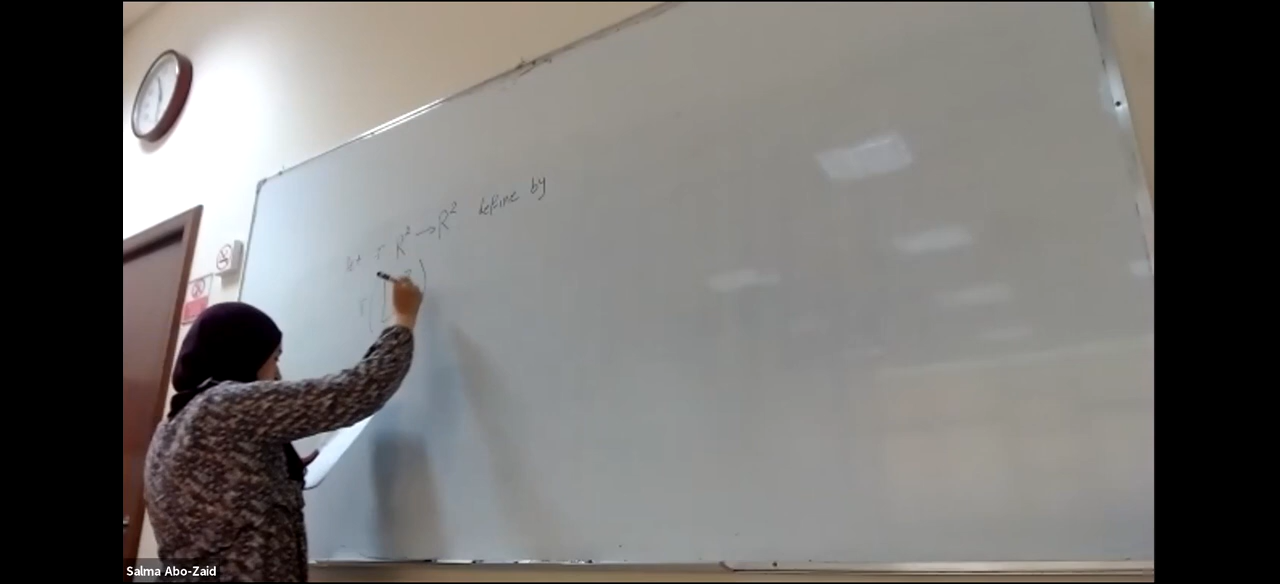 let T R² → R² define by
T([
Salma Abo-Zaid